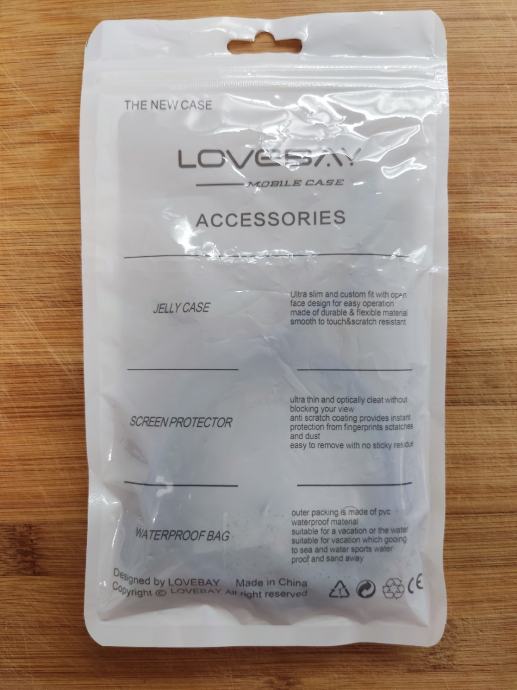 THE NEW CASE
LOVEBAY
MOBILE CASE
ACCESSORIES
JELLY CASE
Ultra slim and custom fit with open
face design for easy operation
made of durable & flexible material
smooth to touch&scratch resistant
SCREEN PROTECTOR
ultra thin and optically cleat without
blocking your view
anti scratch coating provides instant
protection from fingerprints sctatches
and dust
easy to remove with no sticky residue
WATERPROOF BAG
outer packing is made of pvc
waterproof material
suitable for a vacation or the water
suitable for vacation which gooing
to sea and water sports water
proof and sand away
Designed by LOVEBAY Made in China
Copyright © LOVEBAY All right reserved
CE